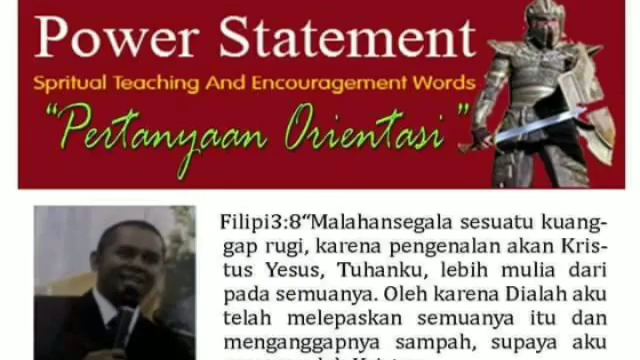 Power Statement
Spritual Teaching And Encouragement Words
"Pertanyaan Orientasi"
Filipi3:8“Malahansegala sesuatu kuang-
gap rugi, karena pengenalan akan Kris-
tus Yesus, Tuhanku, lebih mulia dari
pada semuanya. Oleh karena Dialah aku
telah melepaskan semuanya itu dan
menganggapnya sampah, supaya aku